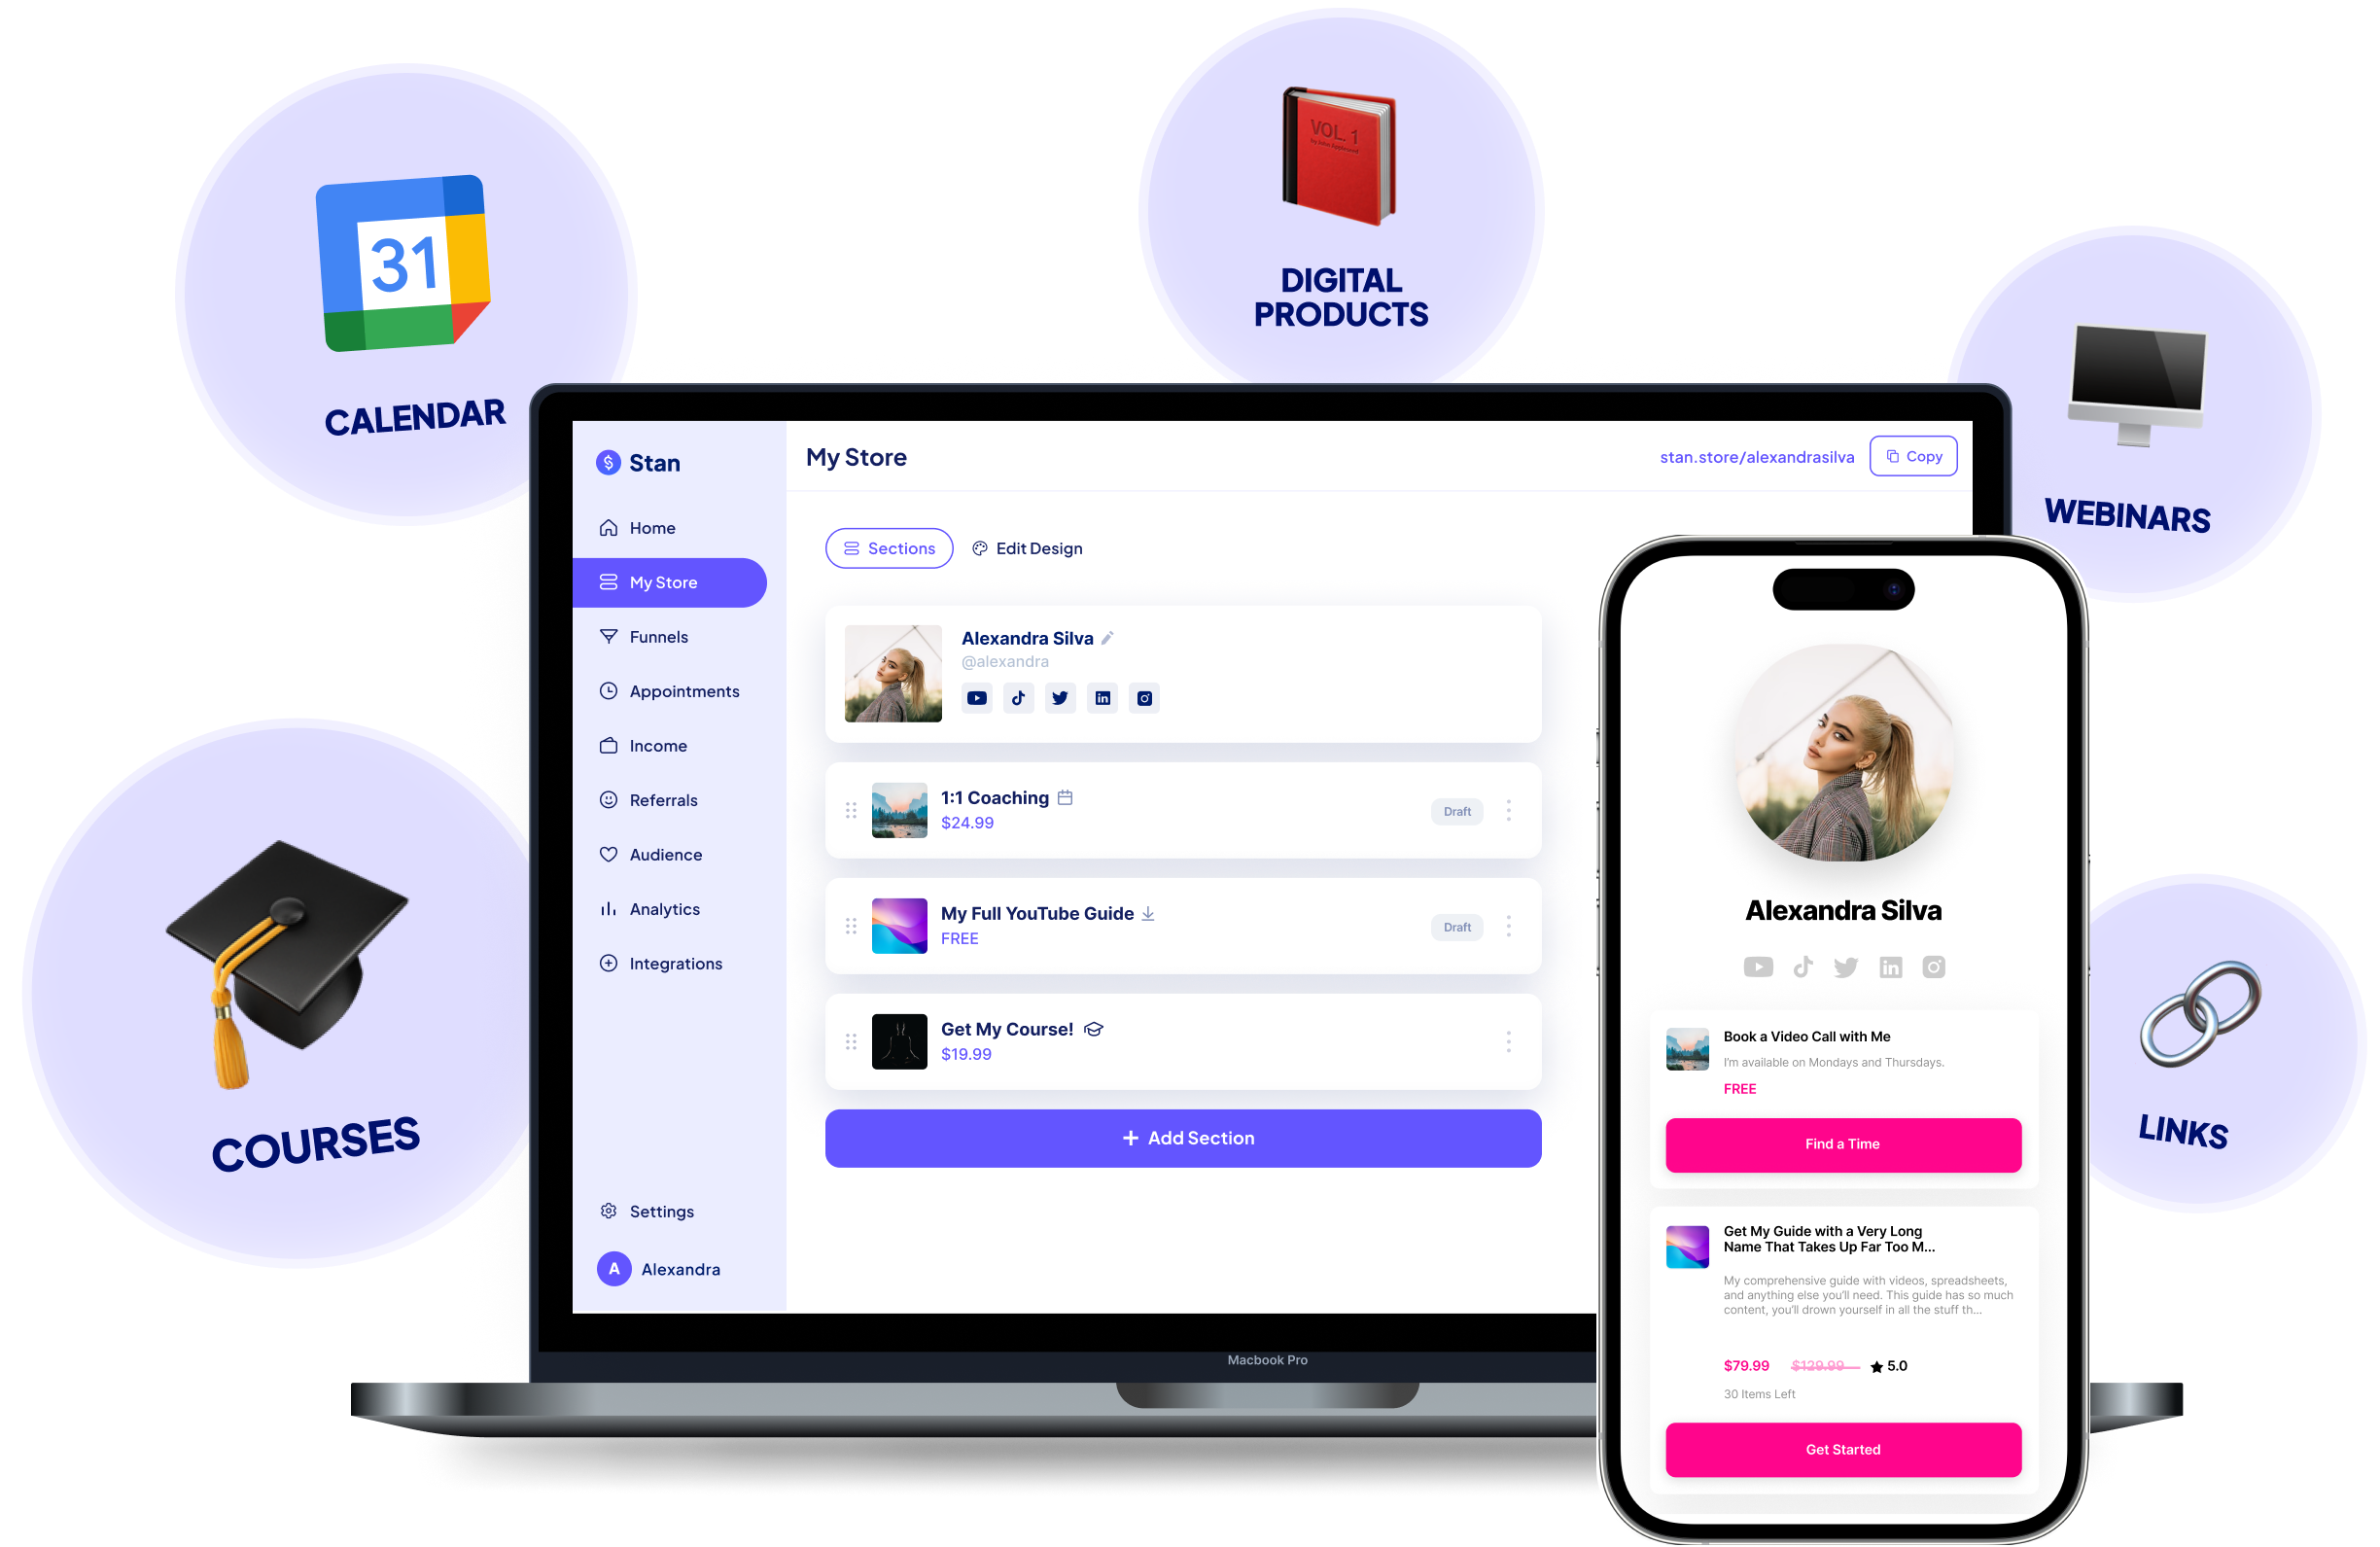 31
CALENDAR
VOL. 1
DIGITAL
PRODUCTS
WEBINARS
COURSES
LINKS
Stan
Home
My Store
Funnels
Appointments
Income
Referrals
Audience
Analytics
Integrations
Settings
A Alexandra
My Store
stan.store/alexandrasilva
Copy
Sections
Edit Design
Alexandra Silva
@alexandra
1:1 Coaching
$24.99
Draft
My Full YouTube Guide
FREE
Draft
Get My Course!
$19.99
+ Add Section
Macbook Pro
Alexandra Silva
Book a Video Call with Me
I'm available on Mondays and Thursdays.
FREE
Find a Time
Get My Guide with a Very Long
Name That Takes Up Far Too M...
My comprehensive guide with videos, spreadsheets,
and anything else you'll need. This guide has so much
content, you'll drown yourself in all the stuff th...
$79.99 $129.99 ★ 5.0
30 Items Left
Get Started